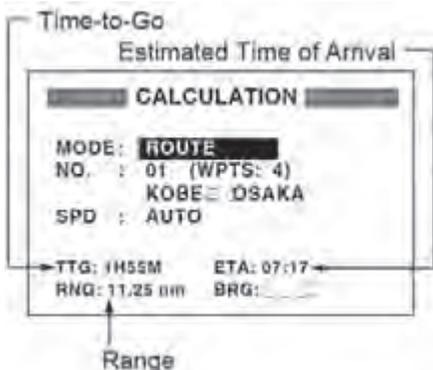 Time-to-Go
Estimated Time of Arrival
CALCULATION
MODE: ROUTE
NO. : 01 (WPTS: 4)
KOBE - OSAKA
SPD : AUTO
TTG: 1H55M ETA: 07:17
RNG: 11.25 nm BRG: _ _ _
Range